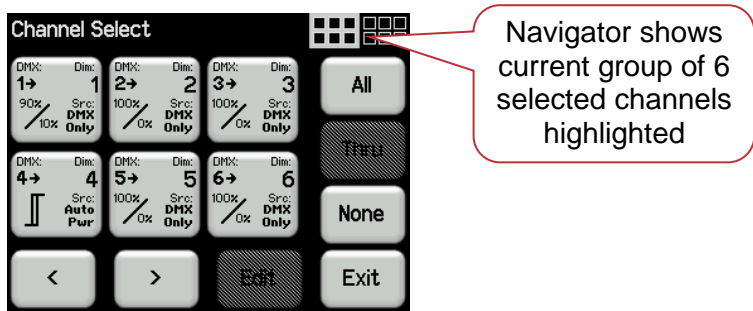 Channel Select
DMX: Dim: DMX: Dim: DMX: Dim:
1→ 1 2→ 2 3→ 3 All
90% Src: 100% Src: 100% Src:
DMX DMX DMX
10% Only 0% Only 0% Only
Thru
DMX: Dim: DMX: Dim: DMX: Dim:
4→ 4 5→ 5 6→ 6
Src: 100% Src: 100% Src:
Auto DMX DMX
Pwr 0% Only 0% Only
None
< > Edit Exit
Navigator shows
current group of 6
selected channels
highlighted